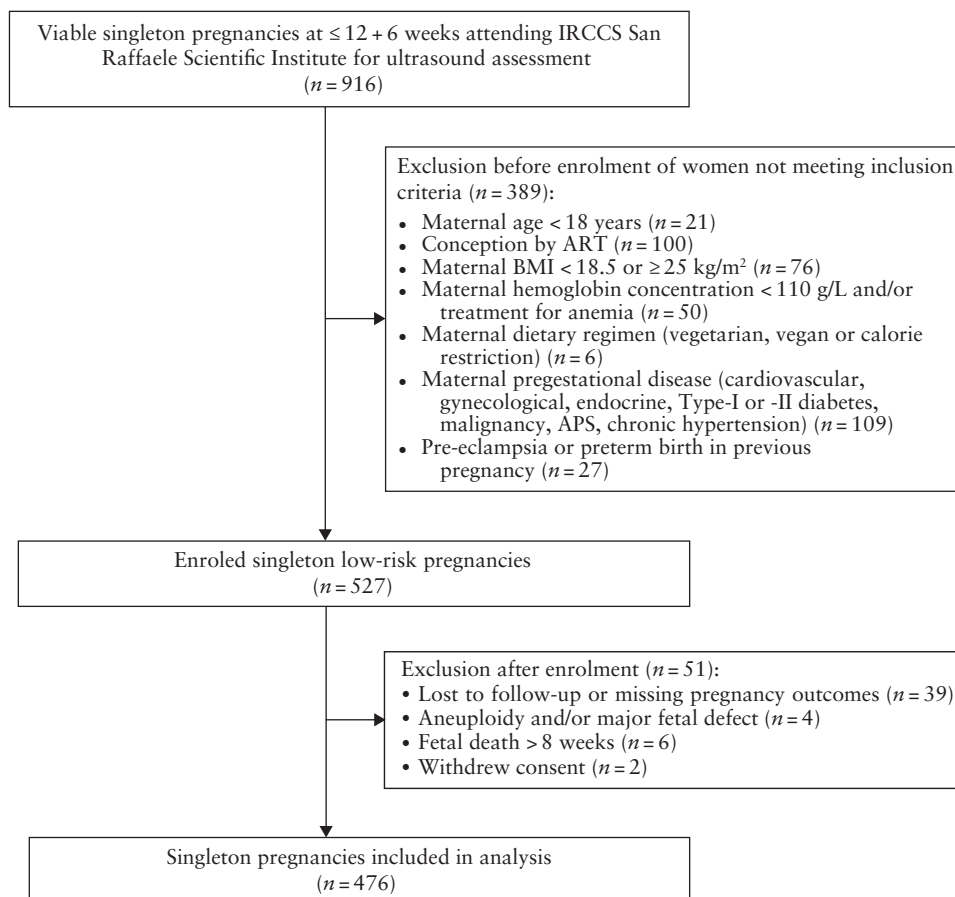 Viable singleton pregnancies at ≤ 12 + 6 weeks attending IRCCS San
Raffaele Scientific Institute for ultrasound assessment
(n = 916)
Exclusion before enrolment of women not meeting inclusion
criteria (n = 389):
• Maternal age < 18 years (n = 21)
• Conception by ART (n = 100)
• Maternal BMI < 18.5 or ≥ 25 kg/m² (n = 76)
• Maternal hemoglobin concentration < 110 g/L and/or
treatment for anemia (n = 50)
• Maternal dietary regimen (vegetarian, vegan or calorie
restriction) (n = 6)
• Maternal pregestational disease (cardiovascular,
gynecological, endocrine, Type-I or -II diabetes,
malignancy, APS, chronic hypertension) (n = 109)
• Pre-eclampsia or preterm birth in previous
pregnancy (n = 27)
Enroled singleton low-risk pregnancies
(n = 527)
Exclusion after enrolment (n = 51):
• Lost to follow-up or missing pregnancy outcomes (n = 39)
• Aneuploidy and/or major fetal defect (n = 4)
• Fetal death > 8 weeks (n = 6)
• Withdrew consent (n = 2)
Singleton pregnancies included in analysis
(n = 476)